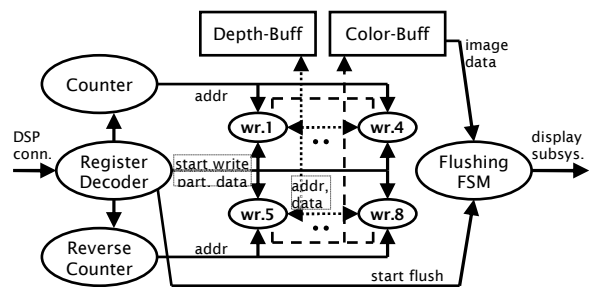 Depth-Buff
Color-Buff
image
data
Counter
addr
wr.1
wr.4
DSP
conn.
Register
Decoder
start write
part. data
addr,
data
Flushing
FSM
display
subsys.
wr.5
wr.8
Reverse
Counter
addr
start flush